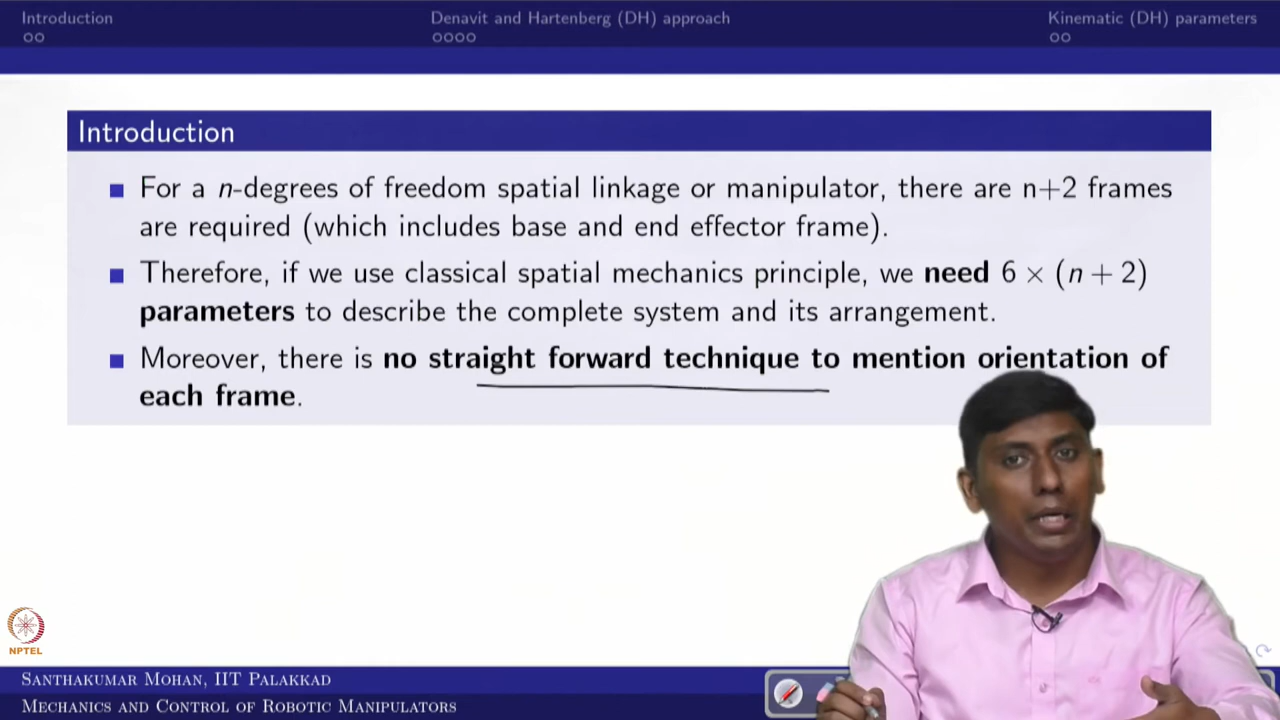 Introduction
Denavit and Hartenberg (DH) approach
Kinematic (DH) parameters
Introduction
For a n-degrees of freedom spatial linkage or manipulator, there are n+2 frames
are required (which includes base and end effector frame).
Therefore, if we use classical spatial mechanics principle, we need 6 × (n + 2)
parameters to describe the complete system and its arrangement.
Moreover, there is no straight forward technique to mention orientation of
each frame.
NPTEL
Santhakumar Mohan, IIT Palakkad
Mechanics and Control of Robotic Manipulators